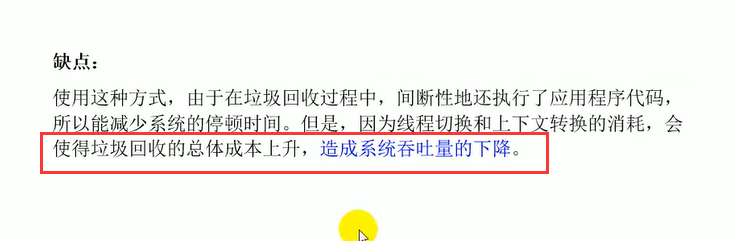 缺点：
使用这种方式，由于在垃圾回收过程中，间断性地还执行了应用程序代码，
所以能减少系统的停顿时间。但是，因为线程切换和上下文转换的消耗，会
使得垃圾回收的总体成本上升，造成系统吞吐量的下降。